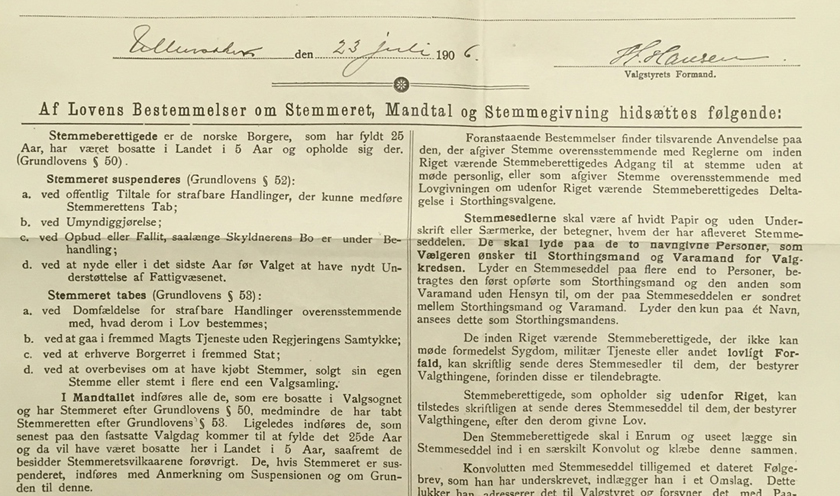 Ullensaker den 23 juli 1906.
H. Hansen
Valgstyrets Formand.
Af Lovens Bestemmelser om Stemmeret, Mandtal og Stemmegivning hidsættes følgende:
Stemmeberettigede er de norske Borgere, som har fyldt 25
Aar, har været bosatte i Landet i 5 Aar og opholde sig der.
(Grundlovens § 50).
Stemmeret suspenderes (Grundlovens § 52):
a. ved offentlig Tiltale for strafbare Handlinger, der kunne medføre
Stemmerettens Tab;
b. ved Umyndiggjørelse;
c. ved Opbud eller Fallit, saalænge Skyldnerens Bo er under Be-
handling;
d. ved at nyde eller i det sidste Aar før Valget at have nydt Un-
derstøttelse af Fattigvæsenet.
Stemmeret tabes (Grundlovens § 53):
a. ved Domfældelse for strafbare Handlinger overensstemmende
med, hvad derom i Lov bestemmes;
b. ved at gaa i fremmed Magts Tjeneste uden Regjeringens Samtykke;
c. ved at erhverve Borgerret i fremmed Stat;
d. ved at overbevises om at have kjøbt Stemmer, solgt sin egen
Stemme eller stemt i flere end een Valgsamling.
I Mandtallet indføres alle de, som ere bosatte i Valgsognet
og har Stemmeret efter Grundlovens § 50, medmindre de har tabt
Stemmeretten efter Grundlovens § 53. Ligeledes indføres de, som
senest paa den fastsatte Valgdag kommer til at fylde det 25de Aar
og da vil have været bosatte her i Landet i 5 Aar, saafremt de
besidder Stemmeretsvilkaarene forøvrigt. De, hvis Stemmeret er sus-
penderet, indføres med Anmerkning om Suspensionen og om Grun-
den til denne.
Foranstaaende Bestemmelser finder tilsvarende Anvendelse paa
den, der afgiver Stemme overensstemmende med Reglerne om inden
Riget værende Stemmeberettigedes Adgang til at stemme uden at
møde personlig, eller som afgiver Stemme overensstemmende med
Lovgivningen om udenfor Riget værende Stemmeberettigedes Delta-
gelse i Storthingsvalgene.
Stemmesedlerne skal være af hvidt Papir og uden Under-
skrift eller Særmerke, der betegner, hvem der har afleveret Stemme-
seddelen. De skal lyde paa de to navngivne Personer, som
Vælgeren ønsker til Storthingsmand og Varamand for Valg-
kredsen. Lyder en Stemmeseddel paa flere end to Personer, be-
tragtes den først opførte som Storthingsmand og den anden som
Varamand uden Hensyn til, om der paa Stemmeseddelen er sondret
mellem Storthingsmand og Varamand. Lyder den kun paa ét Navn,
ansees dette som Storthingsmandens.
De inden Riget værende Stemmeberettigede, der ikke kan
møde formedelst Sygdom, militær Tjeneste eller andet lovligt For-
fald, kan skriftlig sende deres Stemmesedler til dem, der bestyrer
Valgthingene, forinden disse er tilendebragte.
Stemmeberettigede, som opholder sig udenfor Riget, kan
tilstedes skriftligen at sende deres Stemmeseddel til dem, der bestyrer
Valgthingene, efter den derom givne Lov.
Den Stemmeberettigede skal i Enrum og useet lægge sin
Stemmeseddel ind i en særskilt Konvolut og klæbe denne sammen.
Konvolutten med Stemmeseddel tilligemed et dateret Følge-
brev, som han har underskrevet, indlægger han i et Omslag. Dette
lukker han, adresserer det til Valgstyret og forsyner det med Paa-